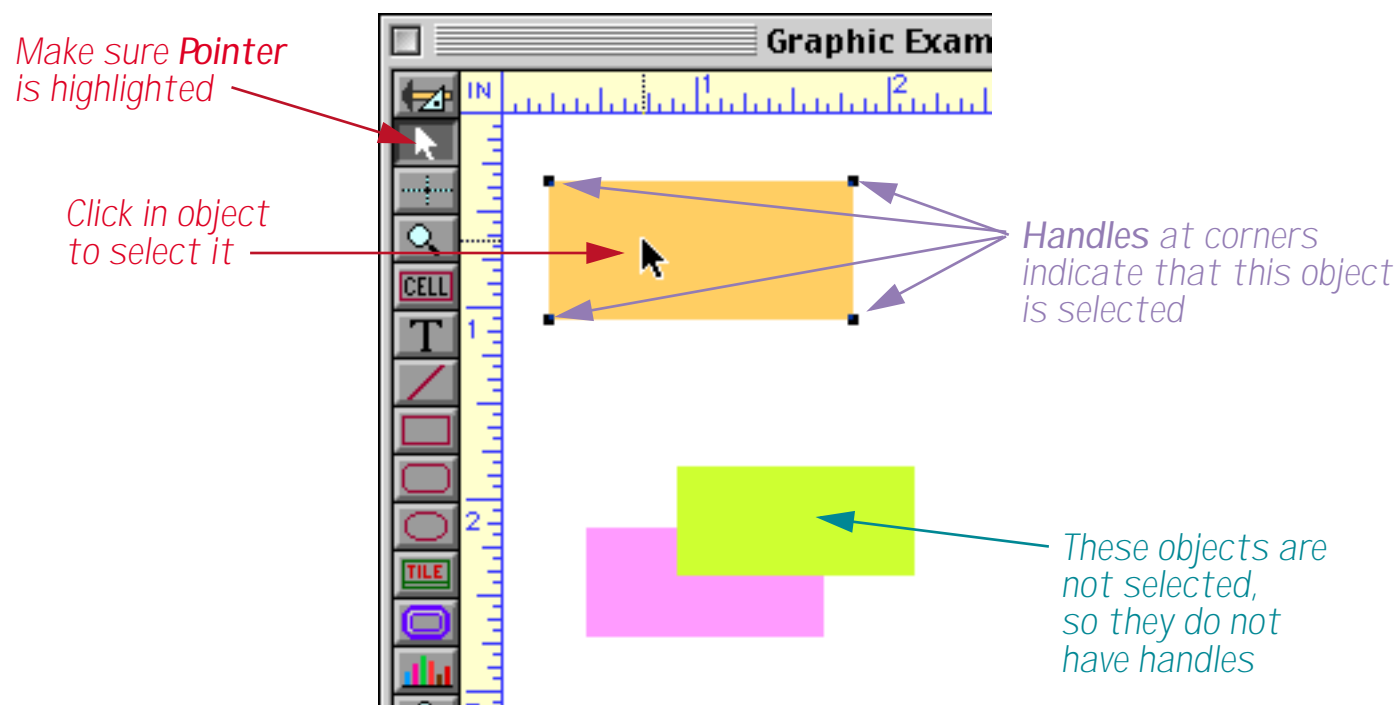 Graphic Exam
Make sure Pointer
is highlighted
IN
1
2
Click in object
to select it
CELL
T
1
Handles at corners
indicate that this object
is selected
2
TILE
These objects are
not selected,
so they do not
have handles